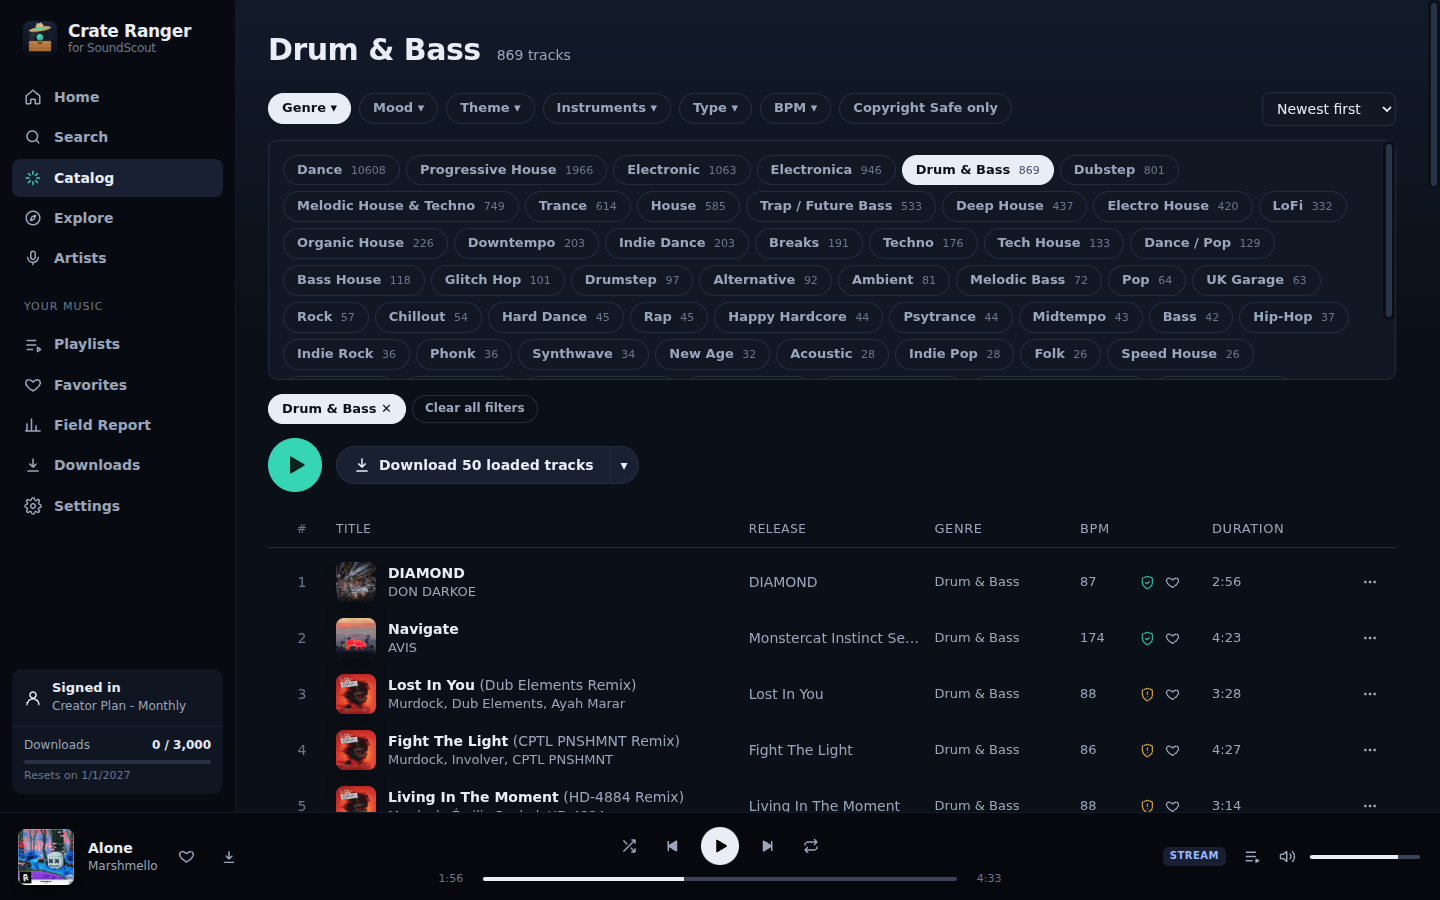 Crate Ranger
for SoundScout
Home
Search
Catalog
Explore
Artists
YOUR MUSIC
Playlists
Favorites
Field Report
Downloads
Settings
Signed in
Creator Plan - Monthly
Downloads 0 / 3,000
Resets on 1/1/2027
Drum & Bass 869 tracks
Genre ▾ Mood ▾ Theme ▾ Instruments ▾ Type ▾ BPM ▾ Copyright Safe only Newest first
Dance 10608 Progressive House 1966 Electronic 1063 Electronica 946 Drum & Bass 869 Dubstep 801
Melodic House & Techno 749 Trance 614 House 585 Trap / Future Bass 533 Deep House 437 Electro House 420 LoFi 332
Organic House 226 Downtempo 203 Indie Dance 203 Breaks 191 Techno 176 Tech House 133 Dance / Pop 129
Bass House 118 Glitch Hop 101 Drumstep 97 Alternative 92 Ambient 81 Melodic Bass 72 Pop 64 UK Garage 63
Rock 57 Chillout 54 Hard Dance 45 Rap 45 Happy Hardcore 44 Psytrance 44 Midtempo 43 Bass 42 Hip-Hop 37
Indie Rock 36 Phonk 36 Synthwave 34 New Age 32 Acoustic 28 Indie Pop 28 Folk 26 Speed House 26
Drum & Bass ✕ Clear all filters
Download 50 loaded tracks ▾
# TITLE RELEASE GENRE BPM DURATION
1 DIAMOND DIAMOND Drum & Bass 87 2:56
DON DARKOE
2 Navigate Monstercat Instinct Se... Drum & Bass 174 4:23
AVIS
3 Lost In You (Dub Elements Remix) Lost In You Drum & Bass 88 3:28
Murdock, Dub Elements, Ayah Marar
4 Fight The Light (CPTL PNSHMNT Remix) Fight The Light Drum & Bass 86 4:27
Murdock, Involver, CPTL PNSHMNT
5 Living In The Moment (HD-4884 Remix) Living In The Moment Drum & Bass 88 3:14
Alone
Marshmello
1:56 4:33
STREAM